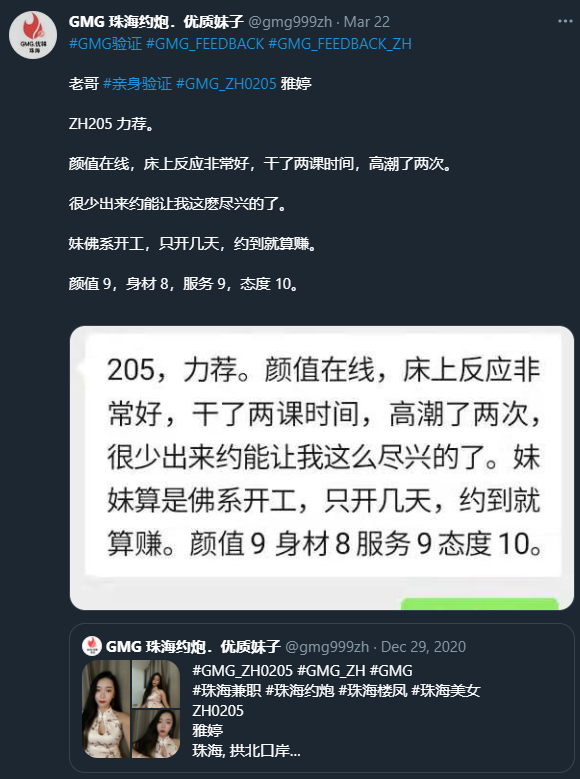 GMG 珠海约炮．优质妹子 @gmg999zh · Mar 22
#GMG验证 #GMG_FEEDBACK #GMG_FEEDBACK_ZH
老哥 #亲身验证 #GMG_ZH0205 雅婷
ZH205 力荐。
颜值在线，床上反应非常好，干了两课时间，高潮了两次。
很少出来约能让我这麽尽兴的了。
妹佛系开工，只开几天，约到就算赚。
颜值 9，身材 8，服务 9，态度 10。
205，力荐。颜值在线，床上反应非
常好，干了两课时间，高潮了两次，
很少出来约能让我这么尽兴的了。妹
妹算是佛系开工，只开几天，约到就
算赚。颜值 9 身材 8 服务 9 态度 10。
GMG 珠海约炮．优质妹子 @gmg999zh · Dec 29, 2020
#GMG_ZH0205 #GMG_ZH #GMG
#珠海兼职 #珠海约炮 #珠海楼凤 #珠海美女
ZH0205
雅婷
珠海, 拱北口岸...